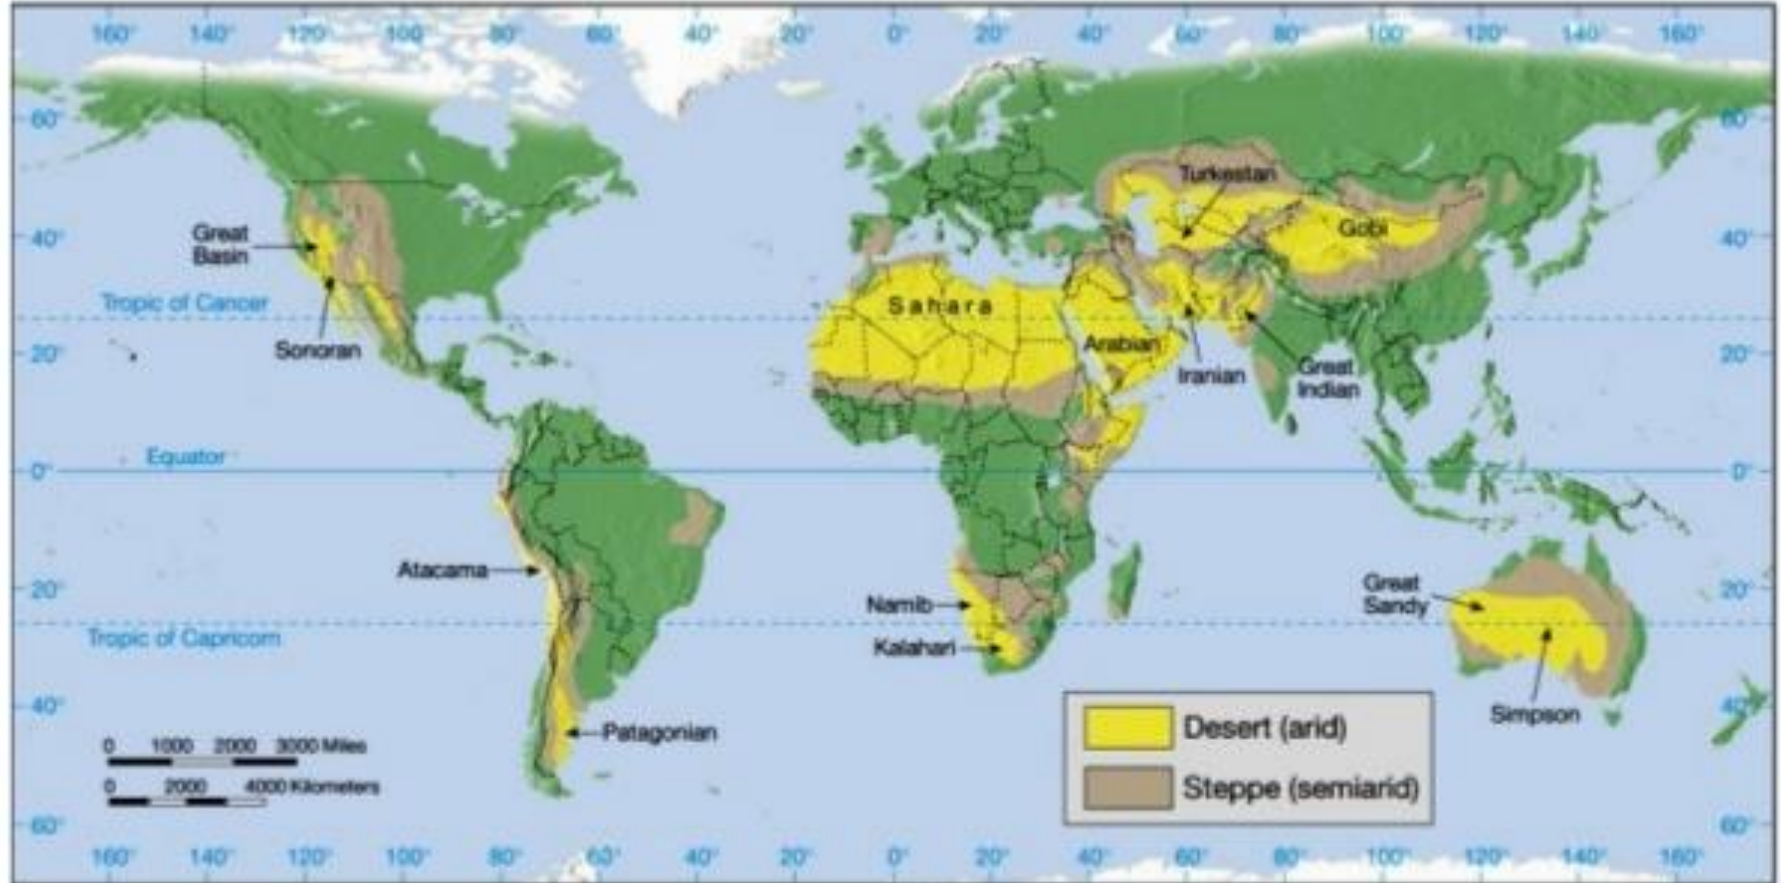 160° 140° 120° 100° 80° 60° 40° 20° 0° 20° 40° 60° 80° 100° 120° 140° 160°
60° 60°
Turkestan
Great
Basin
40° Gobi 40°
Tropic of Cancer
Sahara
Sonoran
20° Arabian 20°
Iranian
Great
Indian
Equator
0° 0°
Atacama
20° 20°
Namib
Great
Sandy
Tropic of Capricorn
Kalahari
40° 40°
Simpson
Patagonian
Desert (arid)
Steppe (semiarid)
0 1000 2000 3000 Miles
0 2000 4000 Kilometers
60° 60°
160° 140° 120° 100° 80° 60° 40° 20° 0° 20° 40° 60° 80° 100° 120° 140° 160°